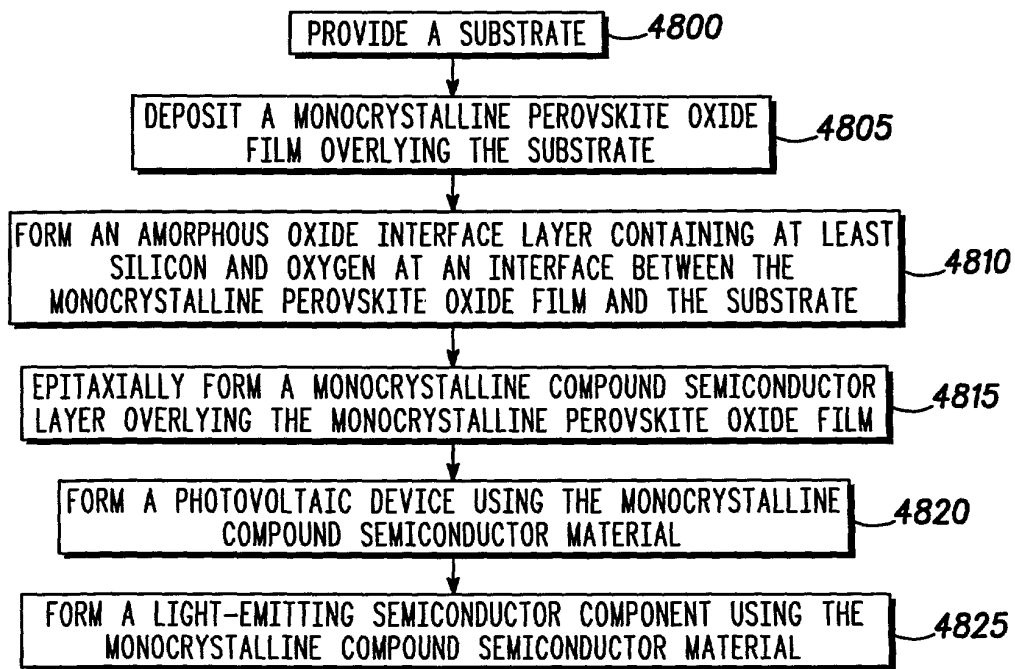 PROVIDE A SUBSTRATE 4800
DEPOSIT A MONOCRYSTALLINE PEROVSKITE OXIDE
FILM OVERLYING THE SUBSTRATE
4805
FORM AN AMORPHOUS OXIDE INTERFACE LAYER CONTAINING AT LEAST
SILICON AND OXYGEN AT AN INTERFACE BETWEEN THE
MONOCRYSTALLINE PEROVSKITE OXIDE FILM AND THE SUBSTRATE
4810
EPITAXIALLY FORM A MONOCRYSTALLINE COMPOUND SEMICONDUCTOR
LAYER OVERLYING THE MONOCRYSTALLINE PEROVSKITE OXIDE FILM
4815
FORM A PHOTOVOLTAIC DEVICE USING THE MONOCRYSTALLINE
COMPOUND SEMICONDUCTOR MATERIAL
4820
FORM A LIGHT-EMITTING SEMICONDUCTOR COMPONENT USING THE
MONOCRYSTALLINE COMPOUND SEMICONDUCTOR MATERIAL
4825